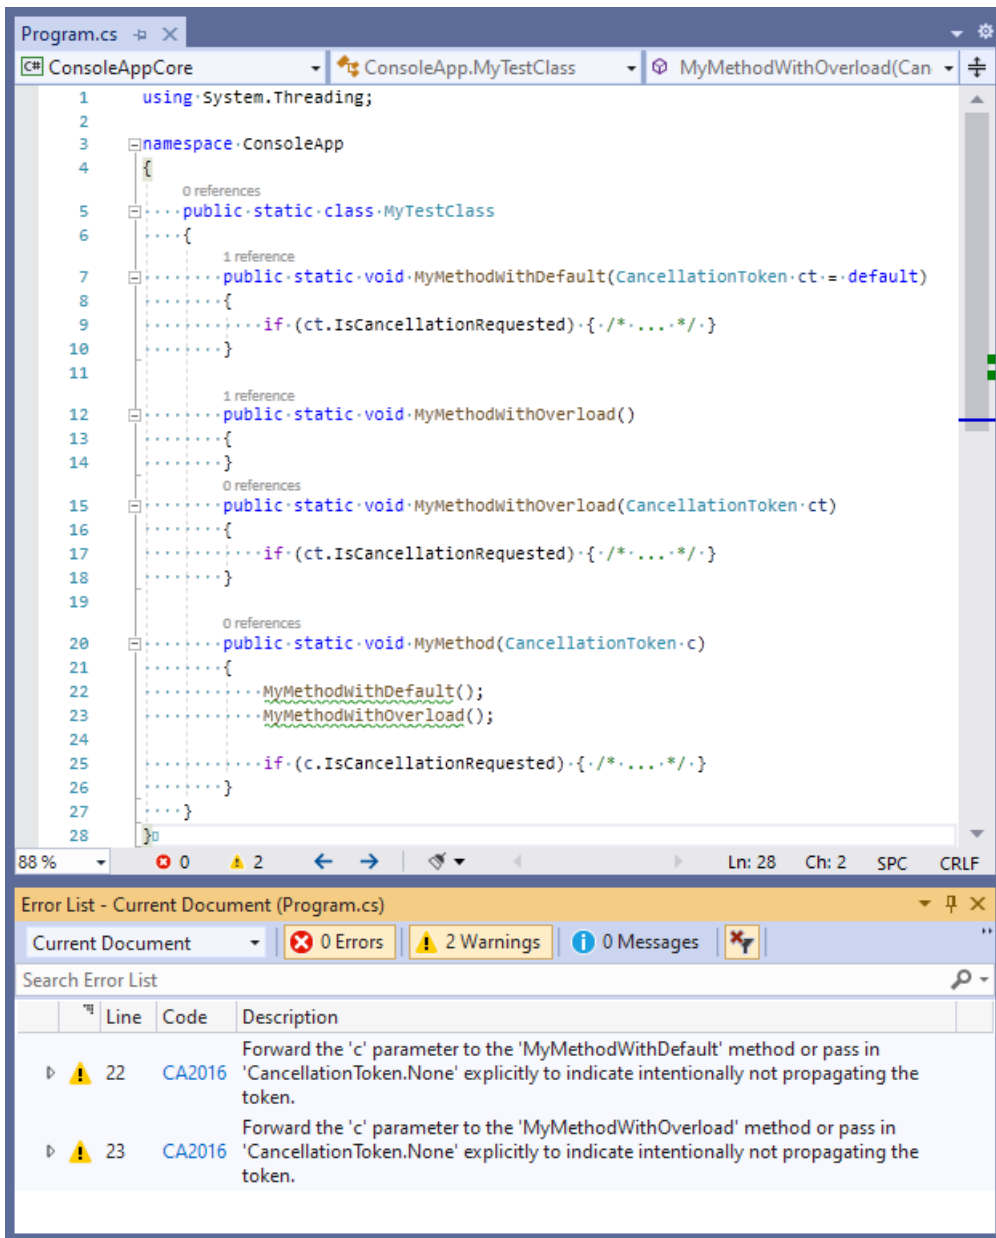 Program.cs
C# ConsoleAppCore ConsoleApp.MyTestClass MyMethodWithOverload(Can
1 using System.Threading;
2
3 namespace ConsoleApp
4 {
0 references
5 public static class MyTestClass
6 {
1 reference
7 public static void MyMethodWithDefault(CancellationToken ct = default)
8 {
9 if (ct.IsCancellationRequested) { /* ... */ }
10 }
11
1 reference
12 public static void MyMethodWithOverload()
13 {
14 }
0 references
15 public static void MyMethodWithOverload(CancellationToken ct)
16 {
17 if (ct.IsCancellationRequested) { /* ... */ }
18 }
19
0 references
20 public static void MyMethod(CancellationToken c)
21 {
22 MyMethodWithDefault();
23 MyMethodWithOverload();
24
25 if (c.IsCancellationRequested) { /* ... */ }
26 }
27 }
28 }
88 % 0 2 Ln: 28 Ch: 2 SPC CRLF
Error List - Current Document (Program.cs)
Current Document 0 Errors 2 Warnings 0 Messages
Search Error List
Line Code Description
Forward the 'c' parameter to the 'MyMethodWithDefault' method or pass in
22 CA2016 'CancellationToken.None' explicitly to indicate intentionally not propagating the
token.
Forward the 'c' parameter to the 'MyMethodWithOverload' method or pass in
23 CA2016 'CancellationToken.None' explicitly to indicate intentionally not propagating the
token.